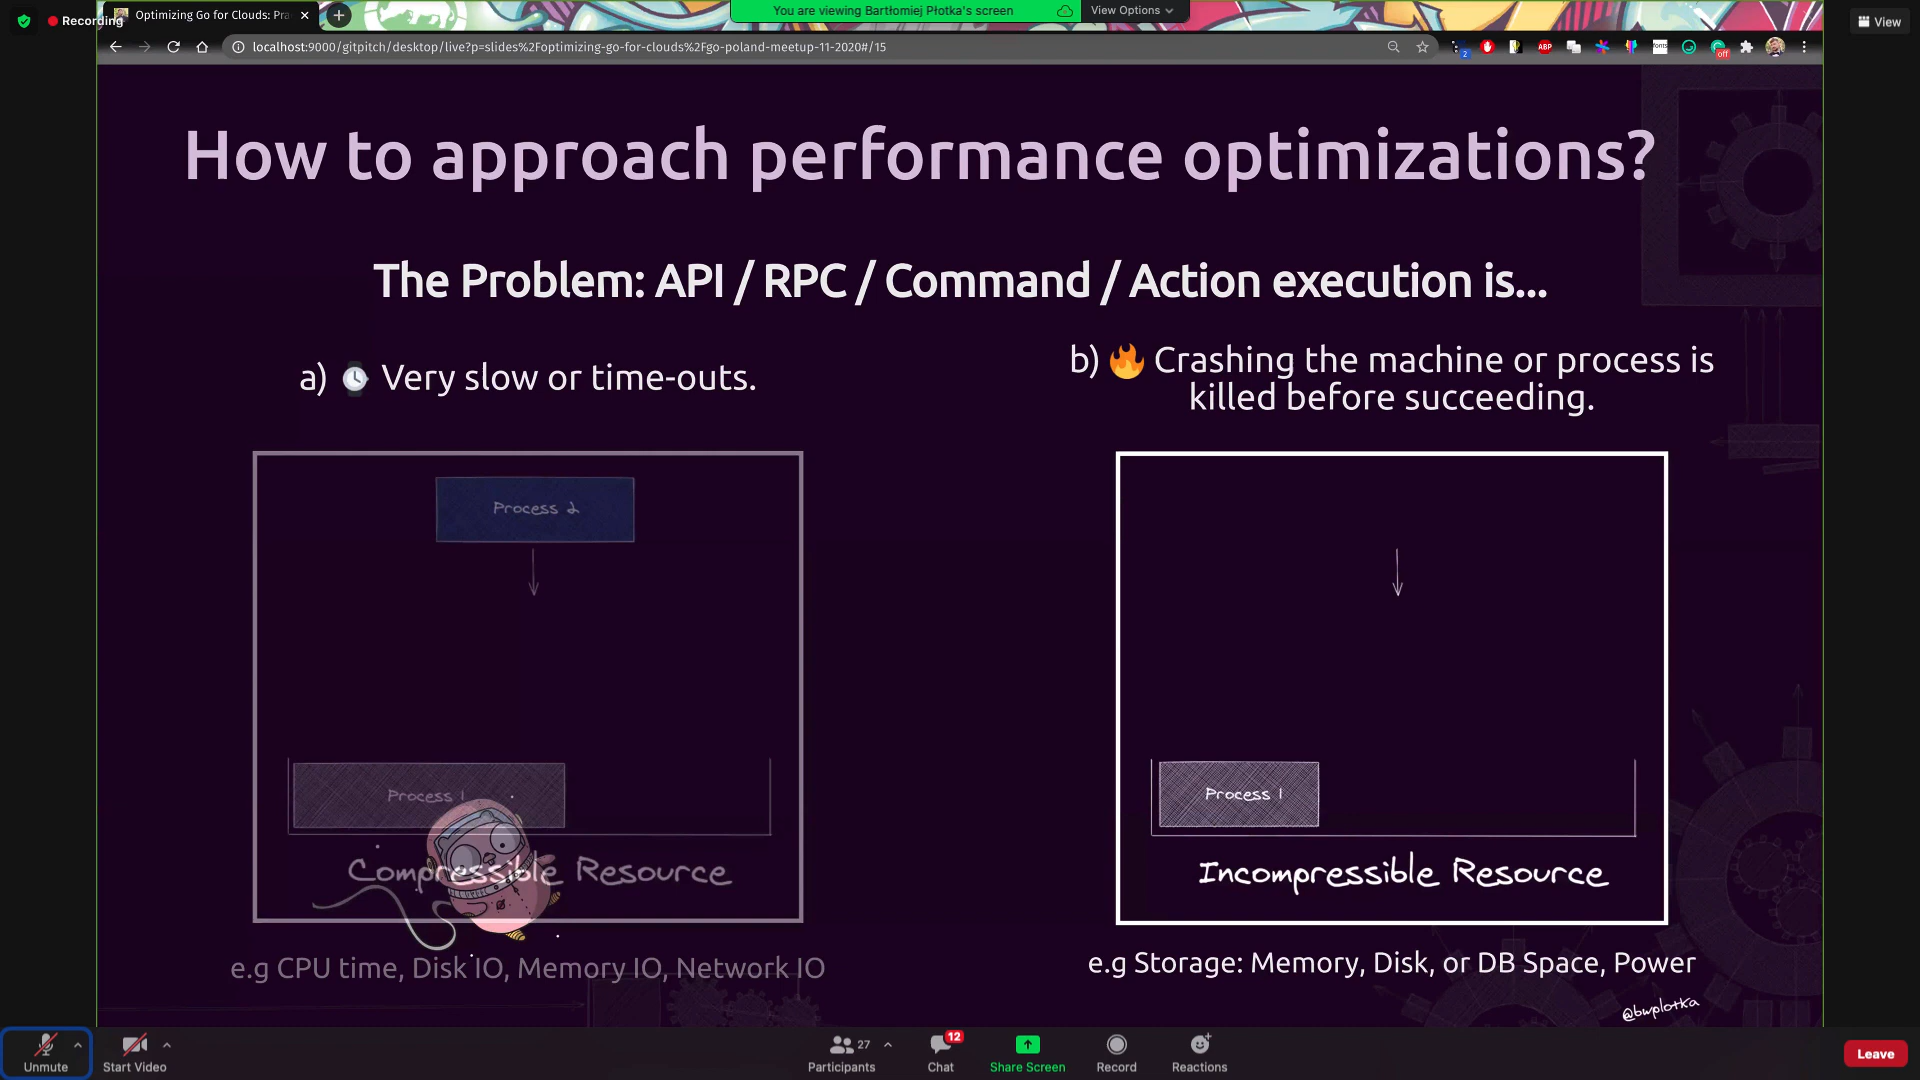 Recording
Optimizing Go for Clouds: Pra
You are viewing Bartłomiej Płotka's screen
View Options
View
localhost:9000/gitpitch/desktop/live?p=slides%2Foptimizing-go-for-clouds%2Fgo-poland-meetup-11-2020#/15
2
ABP
fonts
off
How to approach performance optimizations?
The Problem: API / RPC / Command / Action execution is...
a) 🕓 Very slow or time-outs.
b) 🔥 Crashing the machine or process is
killed before succeeding.
Process 2
Process 1
Compressible Resource
e.g CPU time, Disk IO, Memory IO, Network IO
Process 1
Incompressible Resource
e.g Storage: Memory, Disk, or DB Space, Power
@bwplotka
Unmute
Start Video
27
Participants
12
Chat
Share Screen
Record
Reactions
Leave